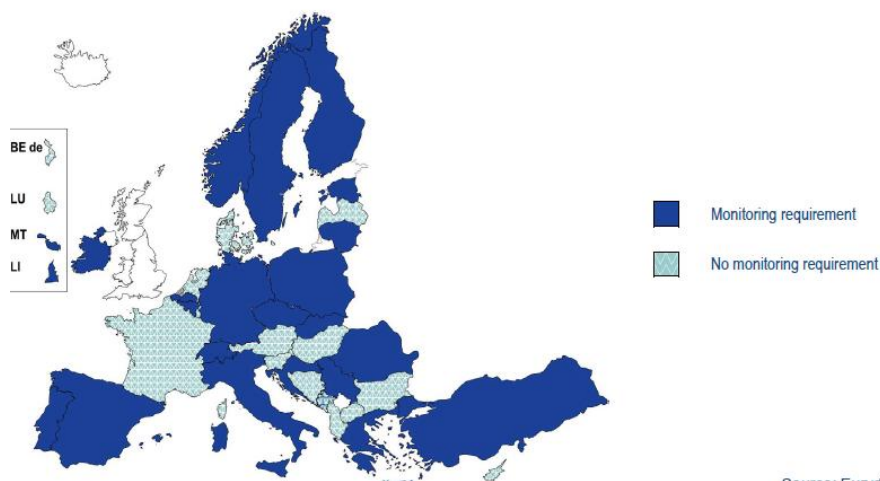 BE de
LU
MT
LI
Monitoring requirement
No monitoring requirement